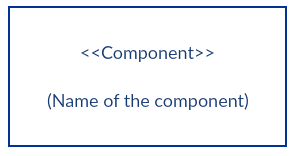 <<Component>>
(Name of the component)